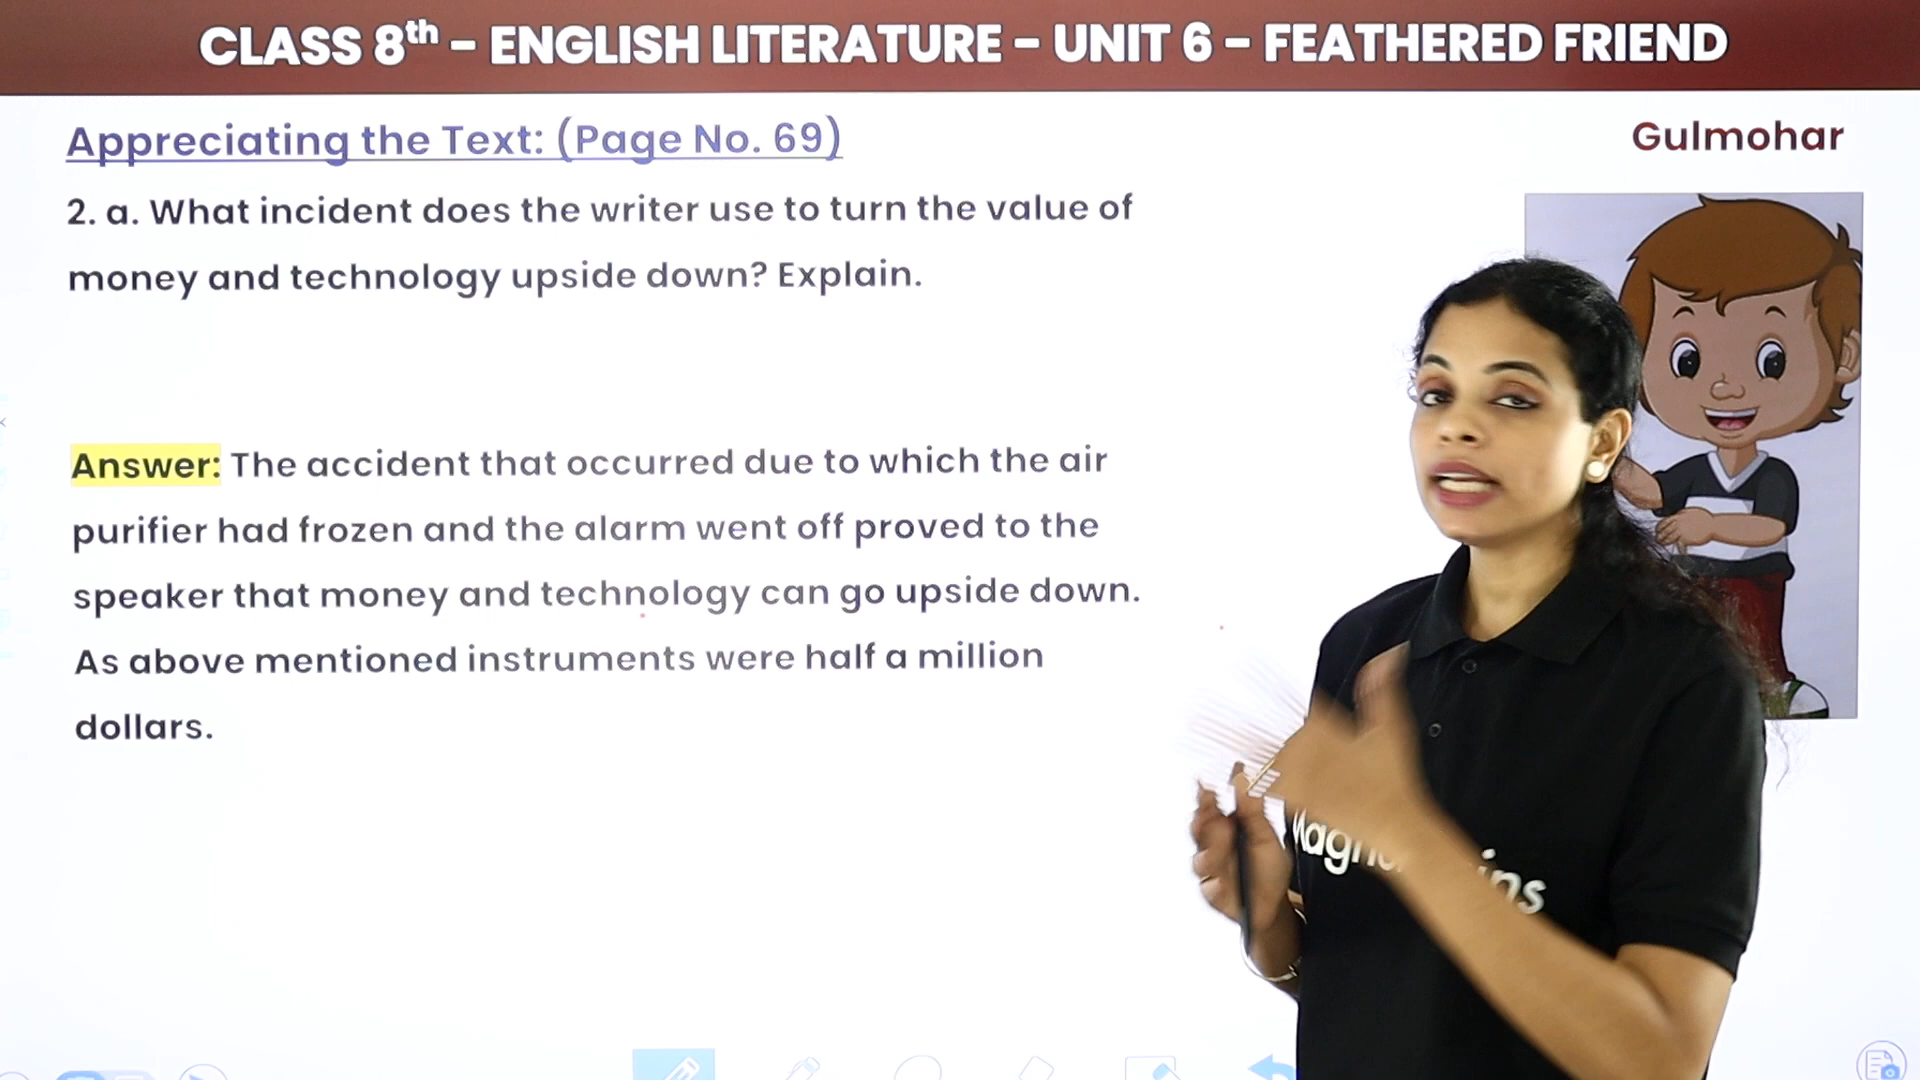 CLASS 8th – ENGLISH LITERATURE – UNIT 6 – FEATHERED FRIEND
Appreciating the Text: (Page No. 69)
Gulmohar
2. a. What incident does the writer use to turn the value of
money and technology upside down? Explain.
Answer: The accident that occurred due to which the air
purifier had frozen and the alarm went off proved to the
speaker that money and technology can go upside down.
As above mentioned instruments were half a million
dollars.